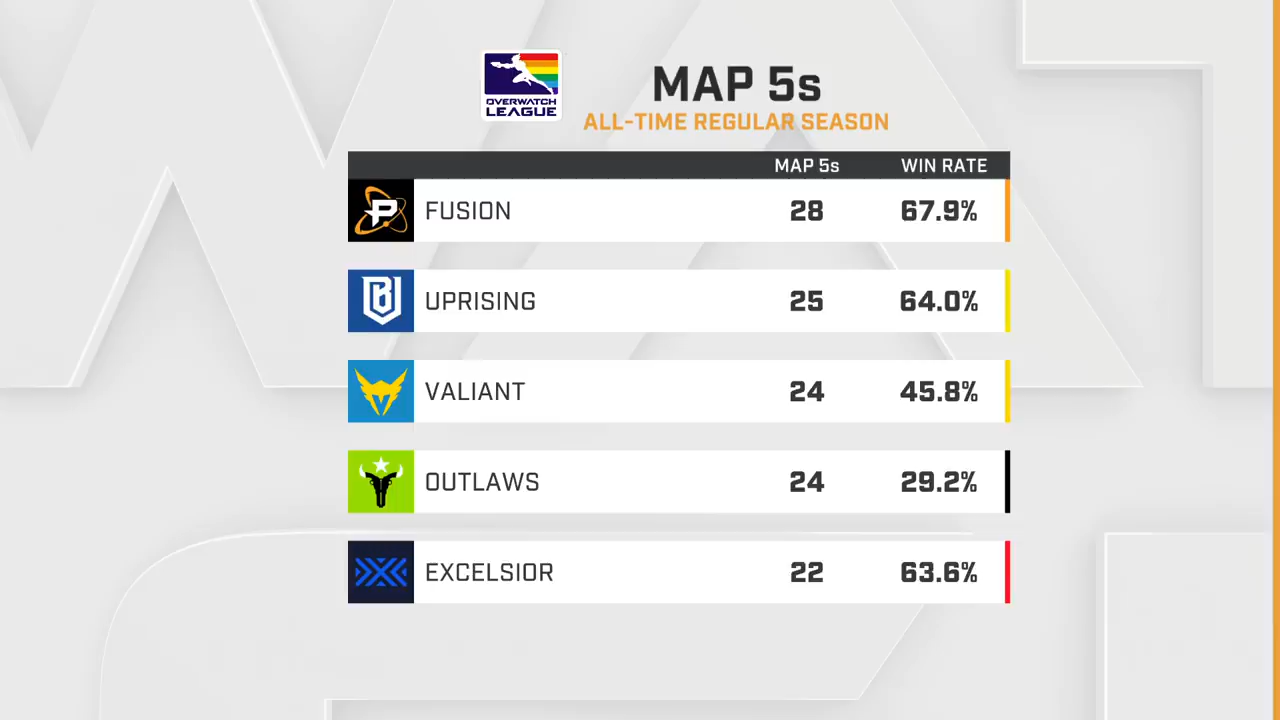 OVERWATCH
LEAGUE
MAP 5s
ALL-TIME REGULAR SEASON
MAP 5s WIN RATE
FUSION 28 67.9%
UPRISING 25 64.0%
VALIANT 24 45.8%
OUTLAWS 24 29.2%
EXCELSIOR 22 63.6%